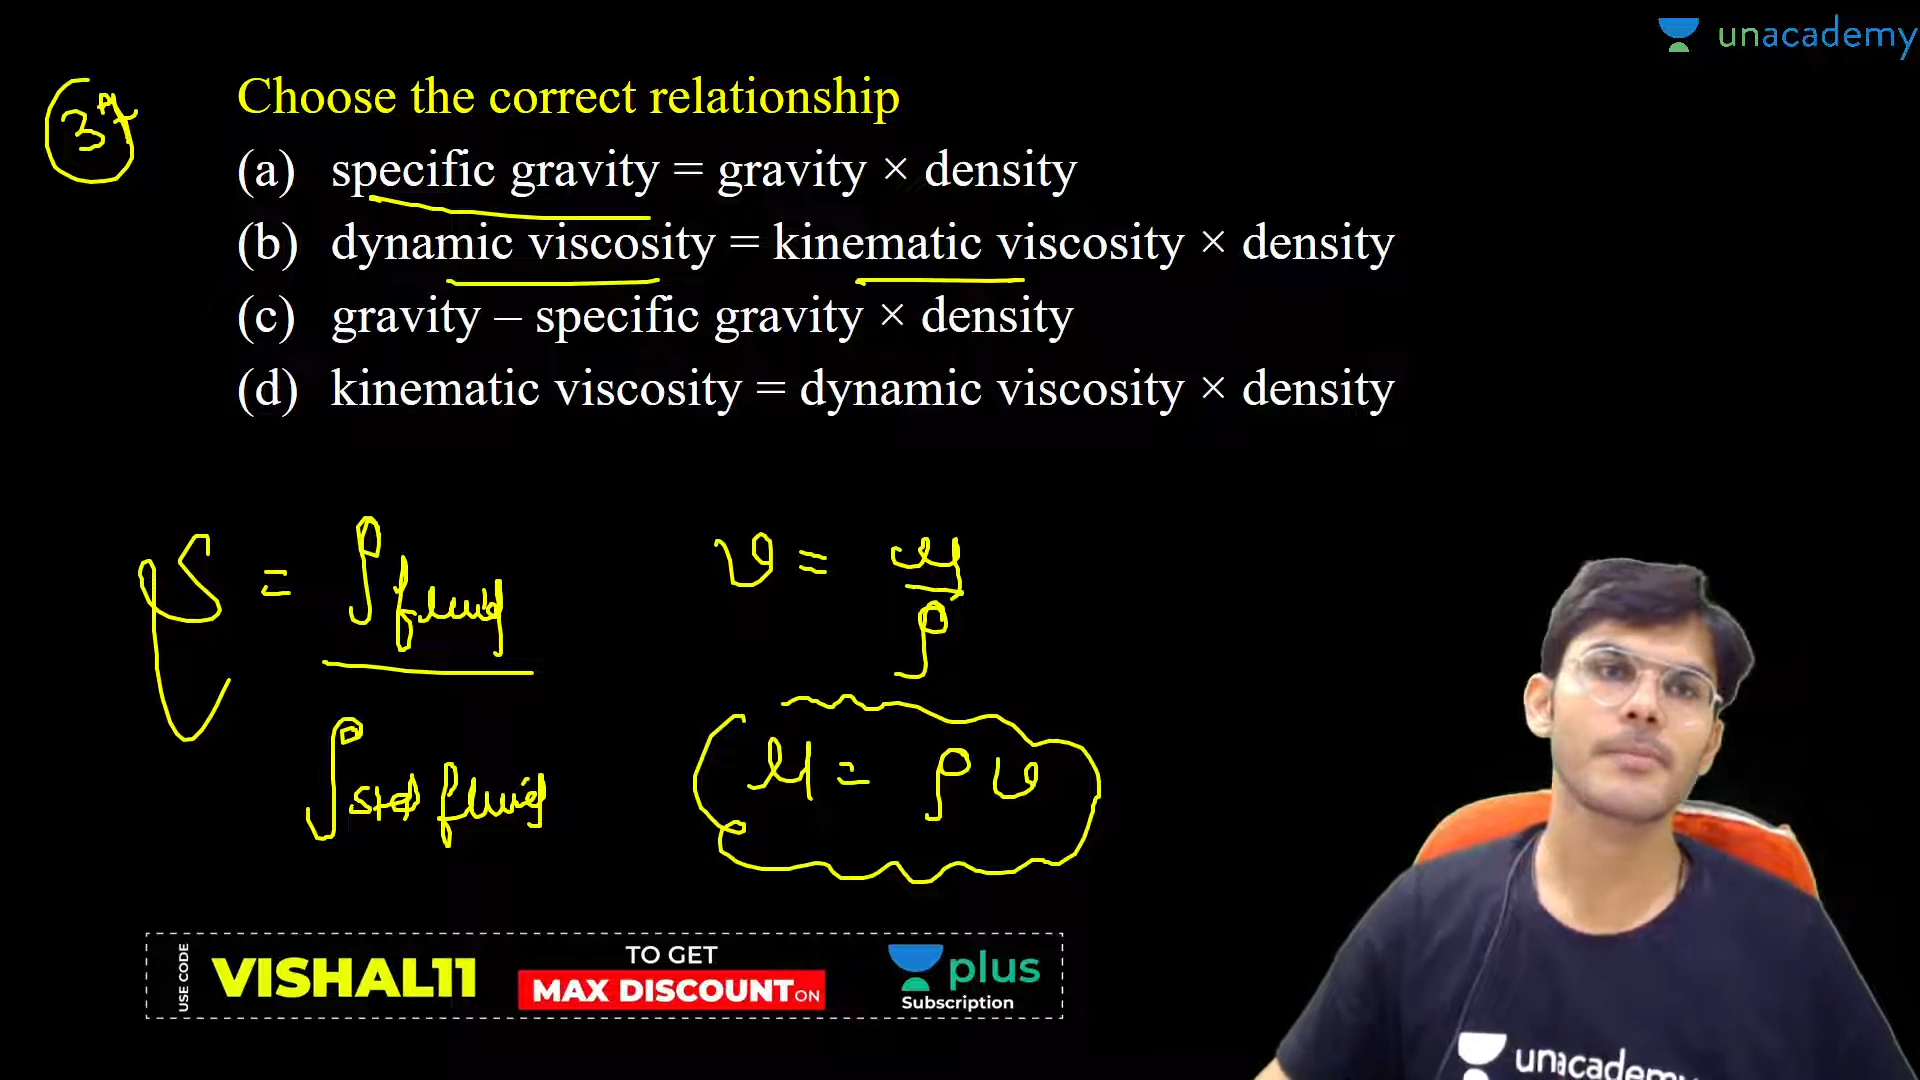 unacademy
Choose the correct relationship
(a) specific gravity = gravity × density
(b) dynamic viscosity = kinematic viscosity × density
(c) gravity – specific gravity × density
(d) kinematic viscosity = dynamic viscosity × density
S = ρfluid
ρstd fluid
ν = μ
ρ
μ = ρν
USE CODE
VISHAL11
TO GET
MAX DISCOUNT ON
plus
Subscription
unacademy